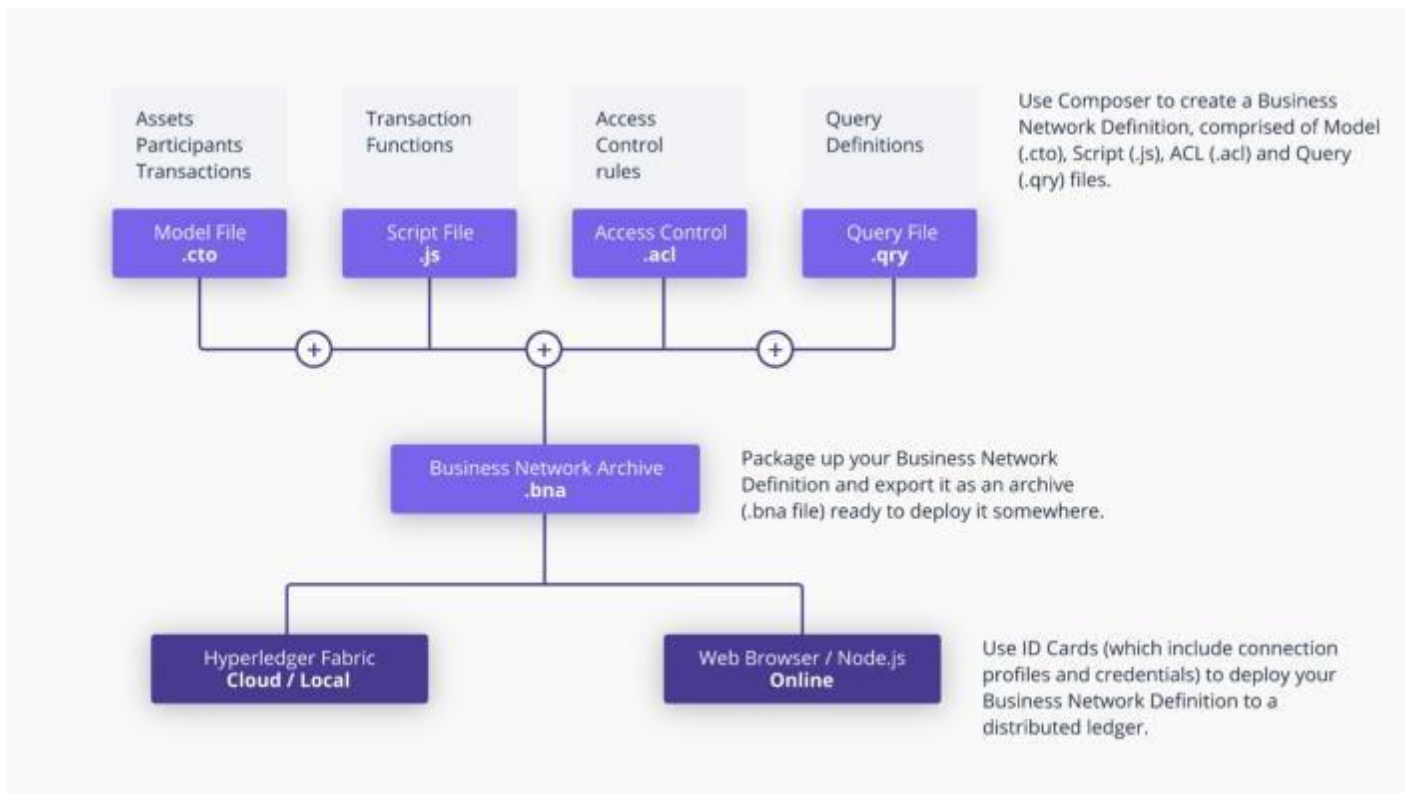 Assets
Participants
Transactions
Model File
.cto
Transaction
Functions
Script File
.js
Access
Control
rules
Access Control
.acl
Query
Definitions
Query File
.qry
Use Composer to create a Business
Network Definition, comprised of Model
(.cto), Script (.js), ACL (.acl) and Query
(.qry) files.
+
+
+
Business Network Archive
.bna
Package up your Business Network
Definition and export it as an archive
(.bna file) ready to deploy it somewhere.
Hyperledger Fabric
Cloud / Local
Web Browser / Node.js
Online
Use ID Cards (which include connection
profiles and credentials) to deploy your
Business Network Definition to a
distributed ledger.